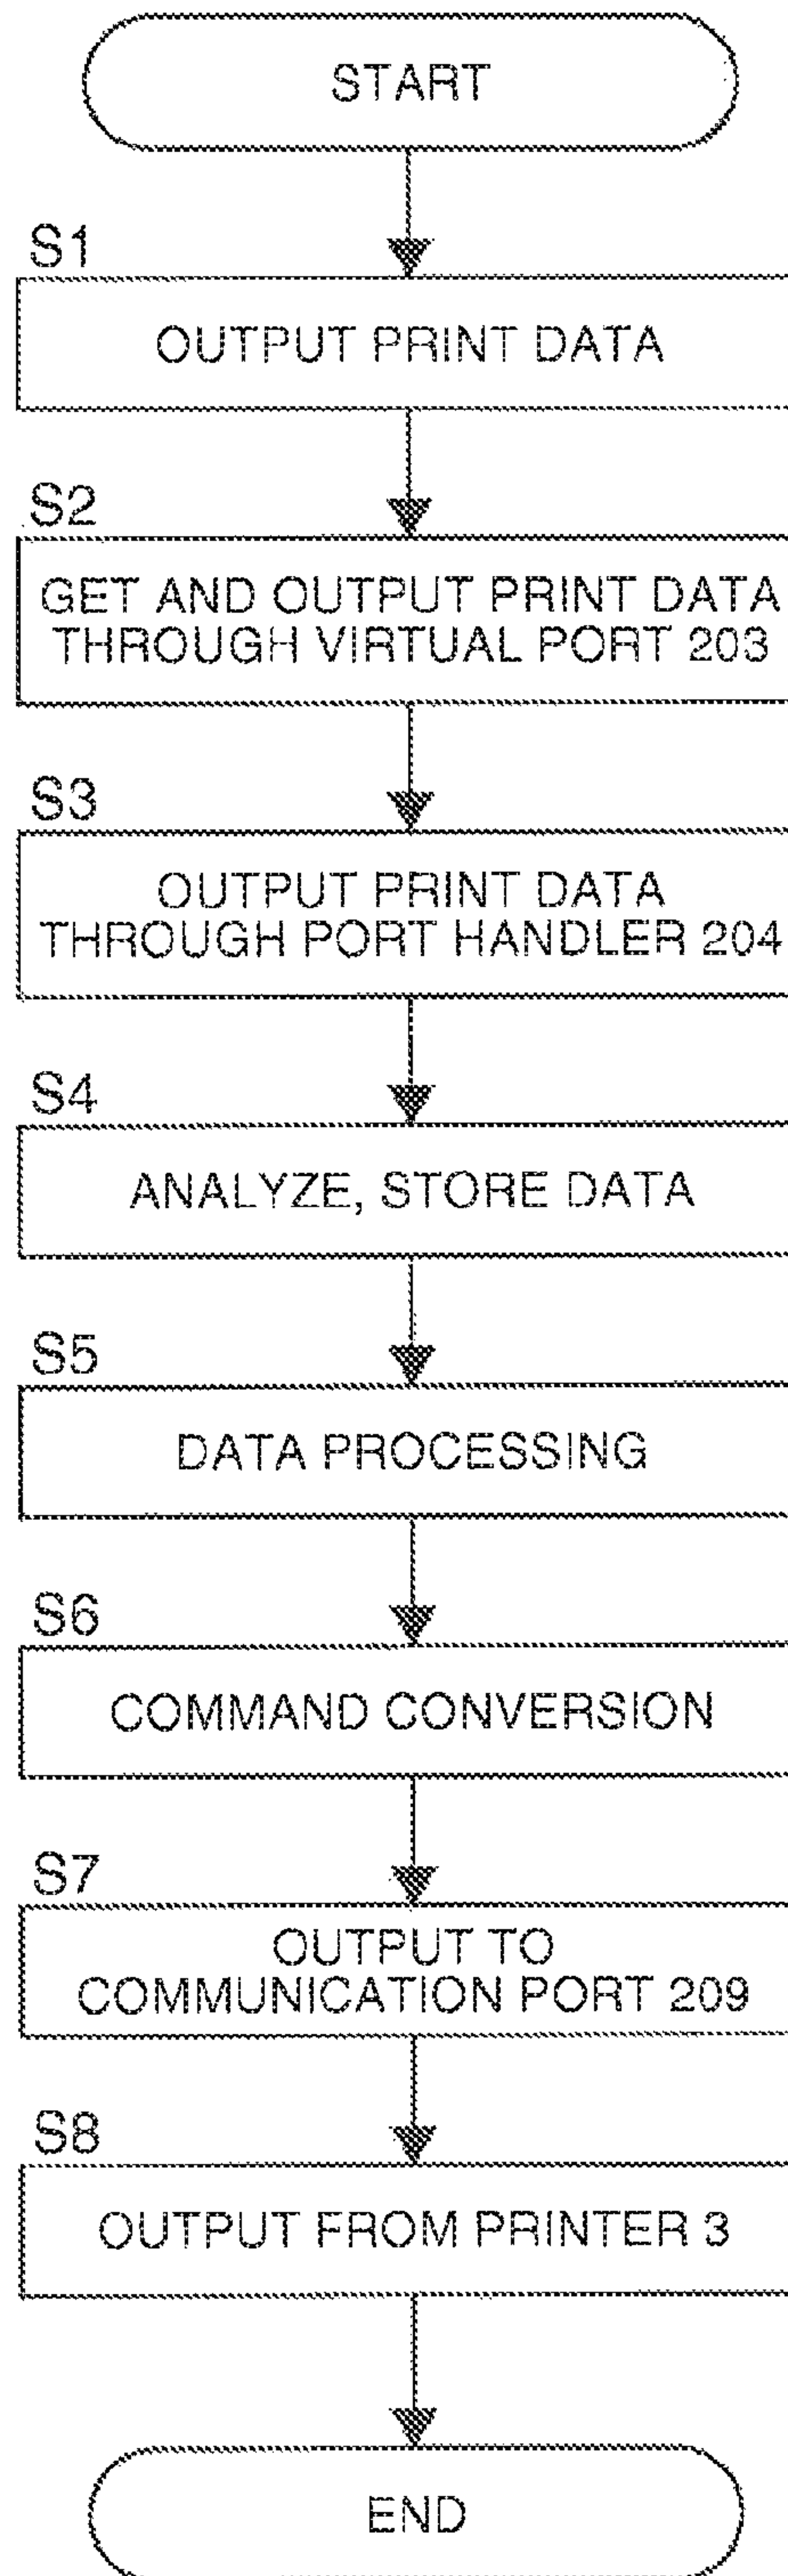 START
S1
OUTPUT PRINT DATA
S2
GET AND OUTPUT PRINT DATA
THROUGH VIRTUAL PORT 203
S3
OUTPUT PRINT DATA
THROUGH PORT HANDLER 204
S4
ANALYZE, STORE DATA
S5
DATA PROCESSING
S6
COMMAND CONVERSION
S7
OUTPUT TO
COMMUNICATION PORT 209
S8
OUTPUT FROM PRINTER 3
END